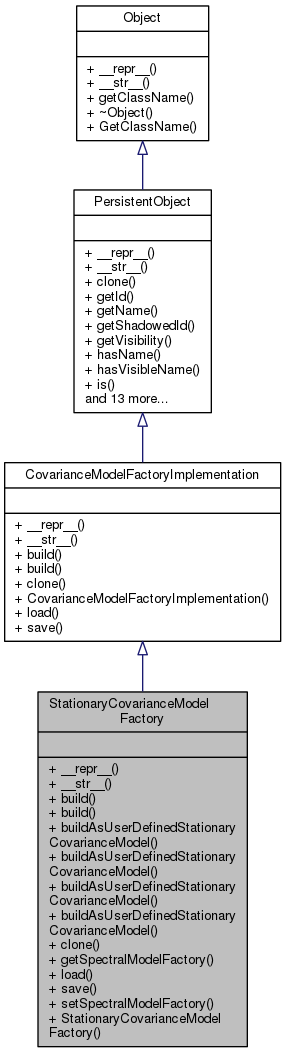 Object
+ __repr__()
+ __str__()
+ getClassName()
+ ~Object()
+ GetClassName()
PersistentObject
+ __repr__()
+ __str__()
+ clone()
+ getId()
+ getName()
+ getShadowedId()
+ getVisibility()
+ hasName()
+ hasVisibleName()
+ is()
and 13 more...
CovarianceModelFactoryImplementation
+ __repr__()
+ __str__()
+ build()
+ build()
+ clone()
+ CovarianceModelFactoryImplementation()
+ load()
+ save()
StationaryCovarianceModel
Factory
+ __repr__()
+ __str__()
+ build()
+ build()
+ buildAsUserDefinedStationary
CovarianceModel()
+ buildAsUserDefinedStationary
CovarianceModel()
+ buildAsUserDefinedStationary
CovarianceModel()
+ buildAsUserDefinedStationary
CovarianceModel()
+ clone()
+ getSpectralModelFactory()
+ load()
+ save()
+ setSpectralModelFactory()
+ StationaryCovarianceModel
Factory()